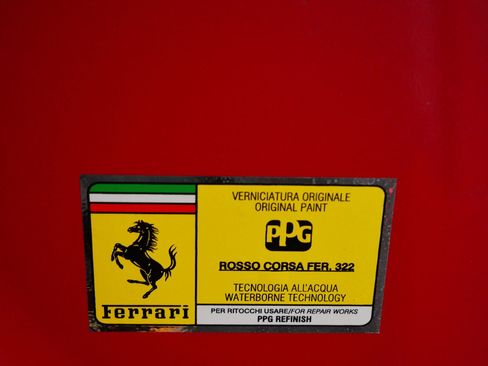 Ferrari
VERNICIATURA ORIGINALE
ORIGINAL PAINT
PPG
ROSSO CORSA FER. 322
TECNOLOGIA ALL'ACQUA
WATERBORNE TECHNOLOGY
PER RITOCCHI USARE/FOR REPAIR WORKS
PPG REFINISH